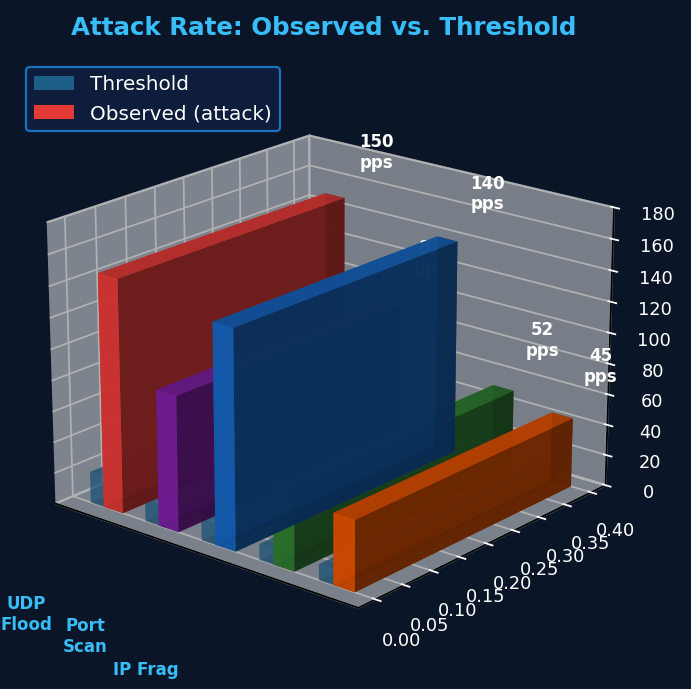 Attack Rate: Observed vs. Threshold
Threshold
Observed (attack)
150
pps
140
pps
52
pps
45
pps
180
160
140
120
100
80
60
40
20
0
0.40
0.35
0.30
0.25
0.20
0.15
0.10
0.05
0.00
UDP
Flood
Port
Scan
IP Frag